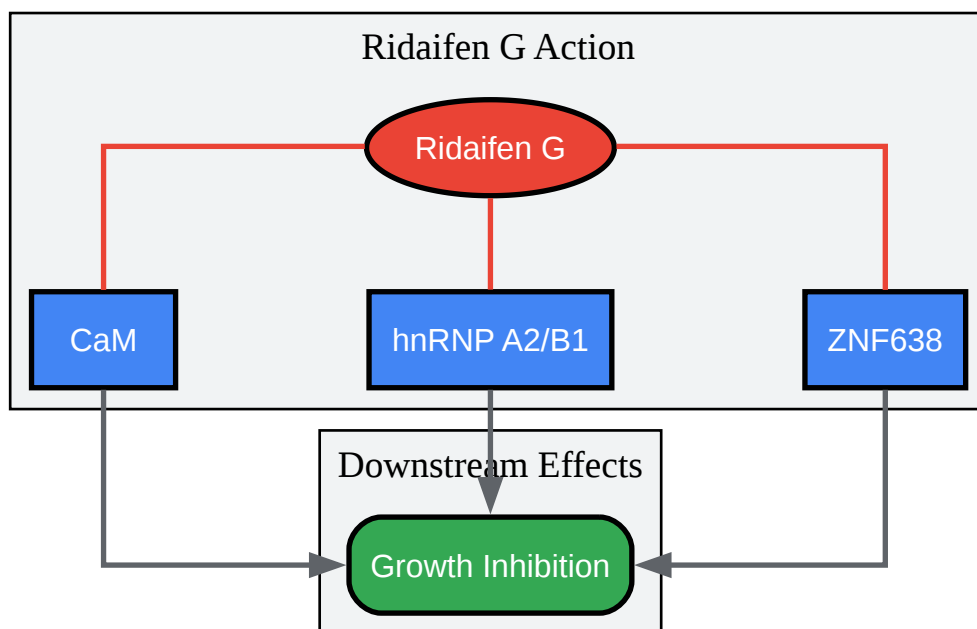 Ridaifen G Action
Ridaifen G
CaM
hnRNP A2/B1
ZNF638
Downstream Effects
Growth Inhibition